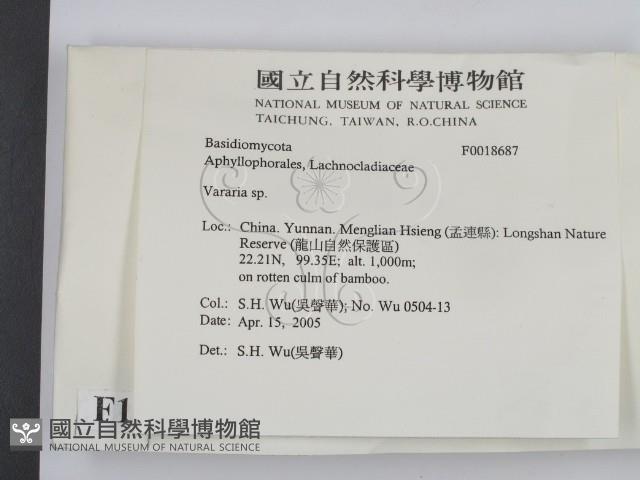 國立自然科學博物館
NATIONAL MUSEUM OF NATURAL SCIENCE
TAICHUNG, TAIWAN, R.O.CHINA
Basidiomycota F0018687
Aphyllophorales, Lachnocladiaceae
Vararia sp.
Loc.: China. Yunnan. Menglian Hsieng (孟連縣): Longshan Nature
Reserve (龍山自然保護區)
22.21N, 99.35E; alt. 1,000m;
on rotten culm of bamboo.
Col.: S.H. Wu(吳聲華); No. Wu 0504-13
Date: Apr. 15, 2005
Det.: S.H. Wu(吳聲華)
F1
國立自然科學博物館
NATIONAL MUSEUM OF NATURAL SCIENCE